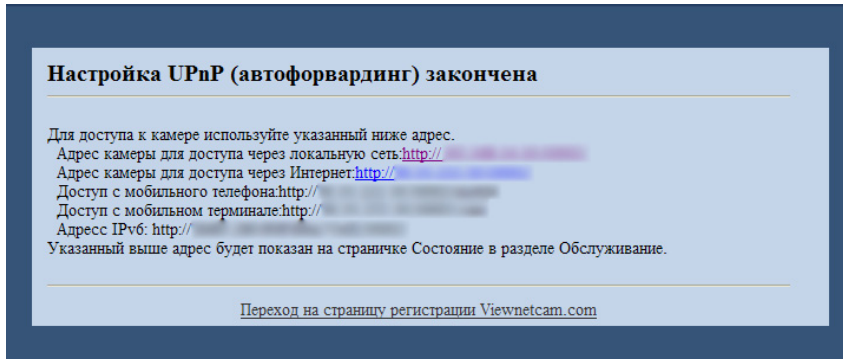 Настройка UPnP (автофорвардинг) закончена
Для доступа к камере используйте указанный ниже адрес.
Адрес камеры для доступа через локальную сеть:http://
Адрес камеры для доступа через Интернет:http://
Доступ с мобильного телефона:http://
Доступ с мобильном терминале:http://
Адресс IPv6: http://
Указанный выше адрес будет показан на страничке Состояние в разделе Обслуживание.
Переход на страницу регистрации Viewnetcam.com